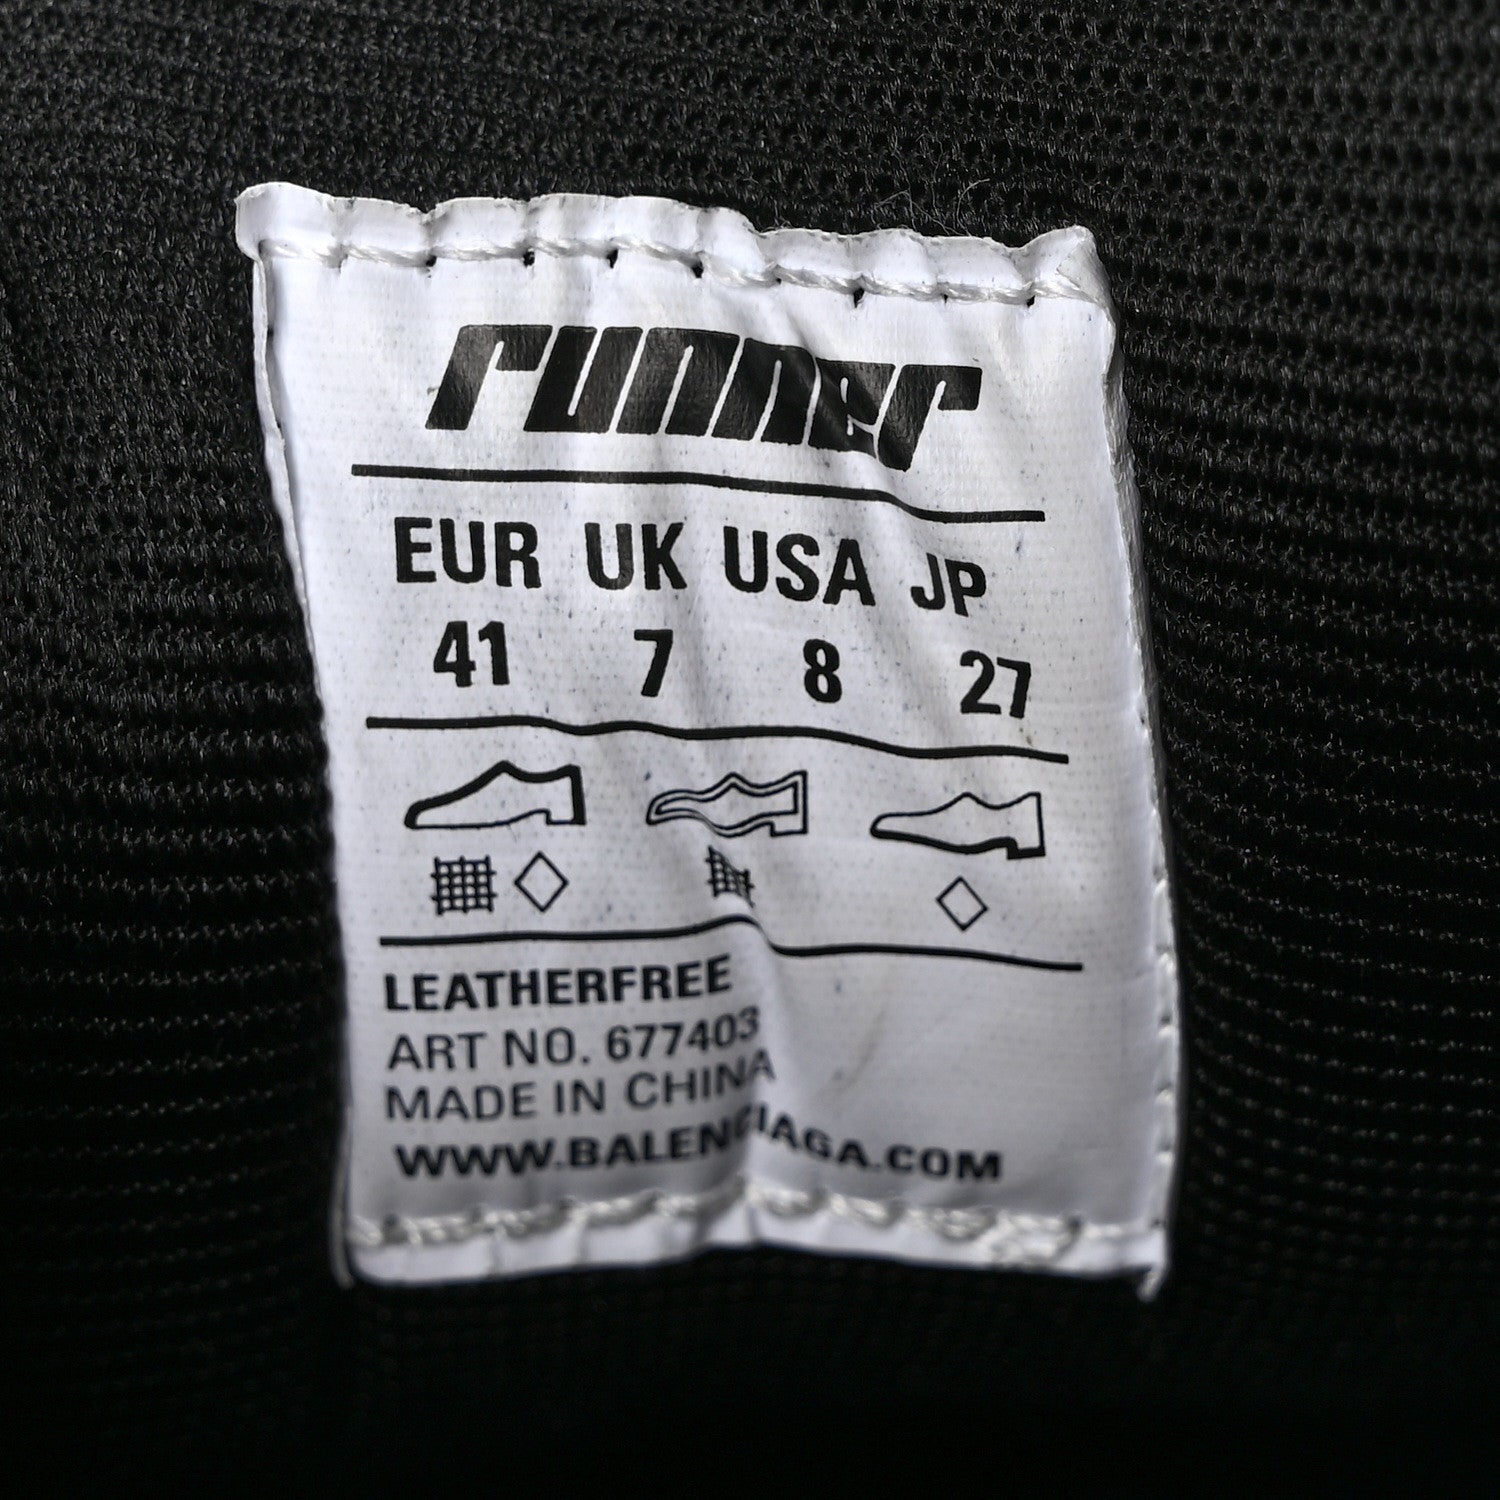 runner
EUR UK USA JP
41 7 8 27
LEATHERFREE
ART NO. 677403
MADE IN CHINA
WWW.BALENCIAGA.COM